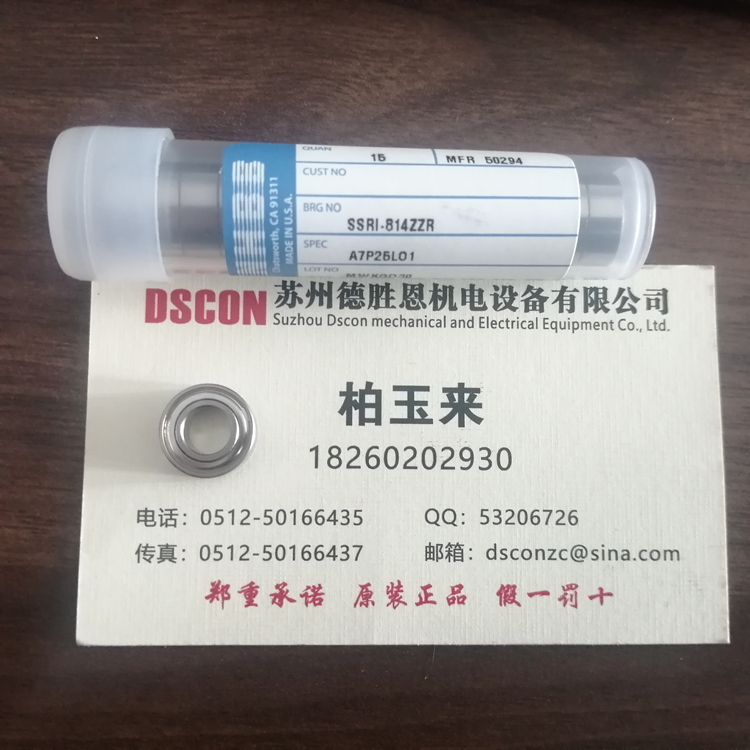 QUAN 15 MFR 50294
CUST NO
BRG NO SSRI-814ZZR
SPEC A7P25L01
LOT NO
Chatsworth, CA 91311
MADE IN U.S.A.
DSCON 苏州德胜恩机电设备有限公司
Suzhou Dscon mechanical and Electrical Equipment Co., Ltd.
柏玉来
18260202930
电话：0512-50166435 QQ：53206726
传真：0512-50166437 邮箱：dsconzc@sina.com
郑重承诺 原装正品 假一罚十